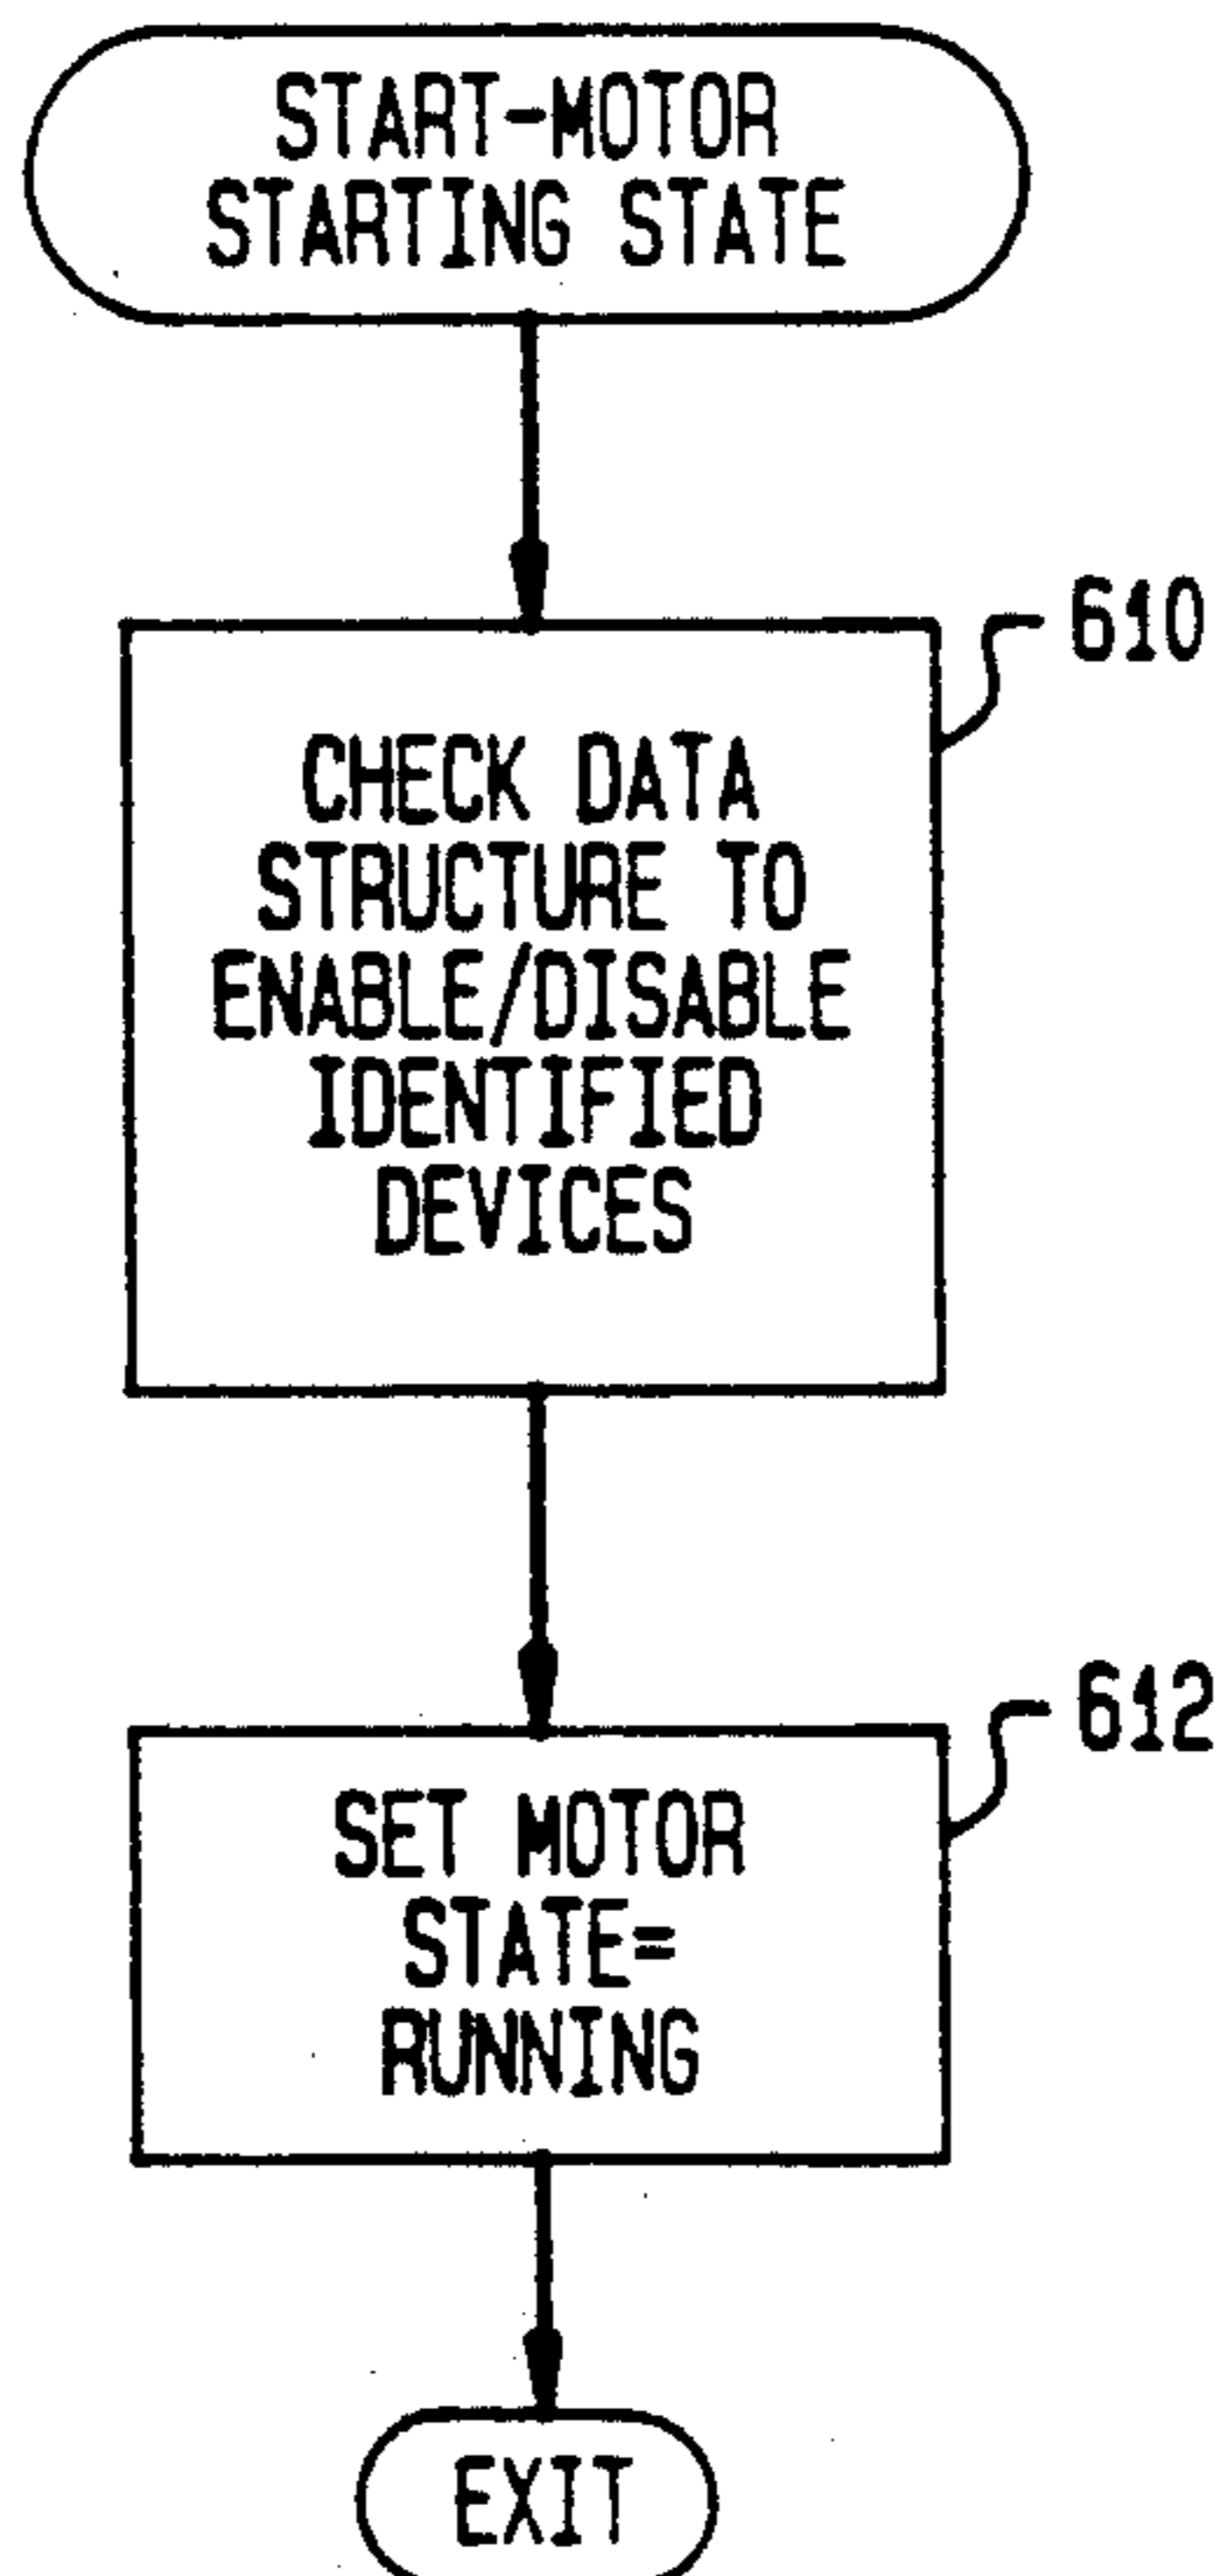 START-MOTOR
STARTING STATE
610
CHECK DATA
STRUCTURE TO
ENABLE/DISABLE
IDENTIFIED
DEVICES
612
SET MOTOR
STATE=
RUNNING
EXIT